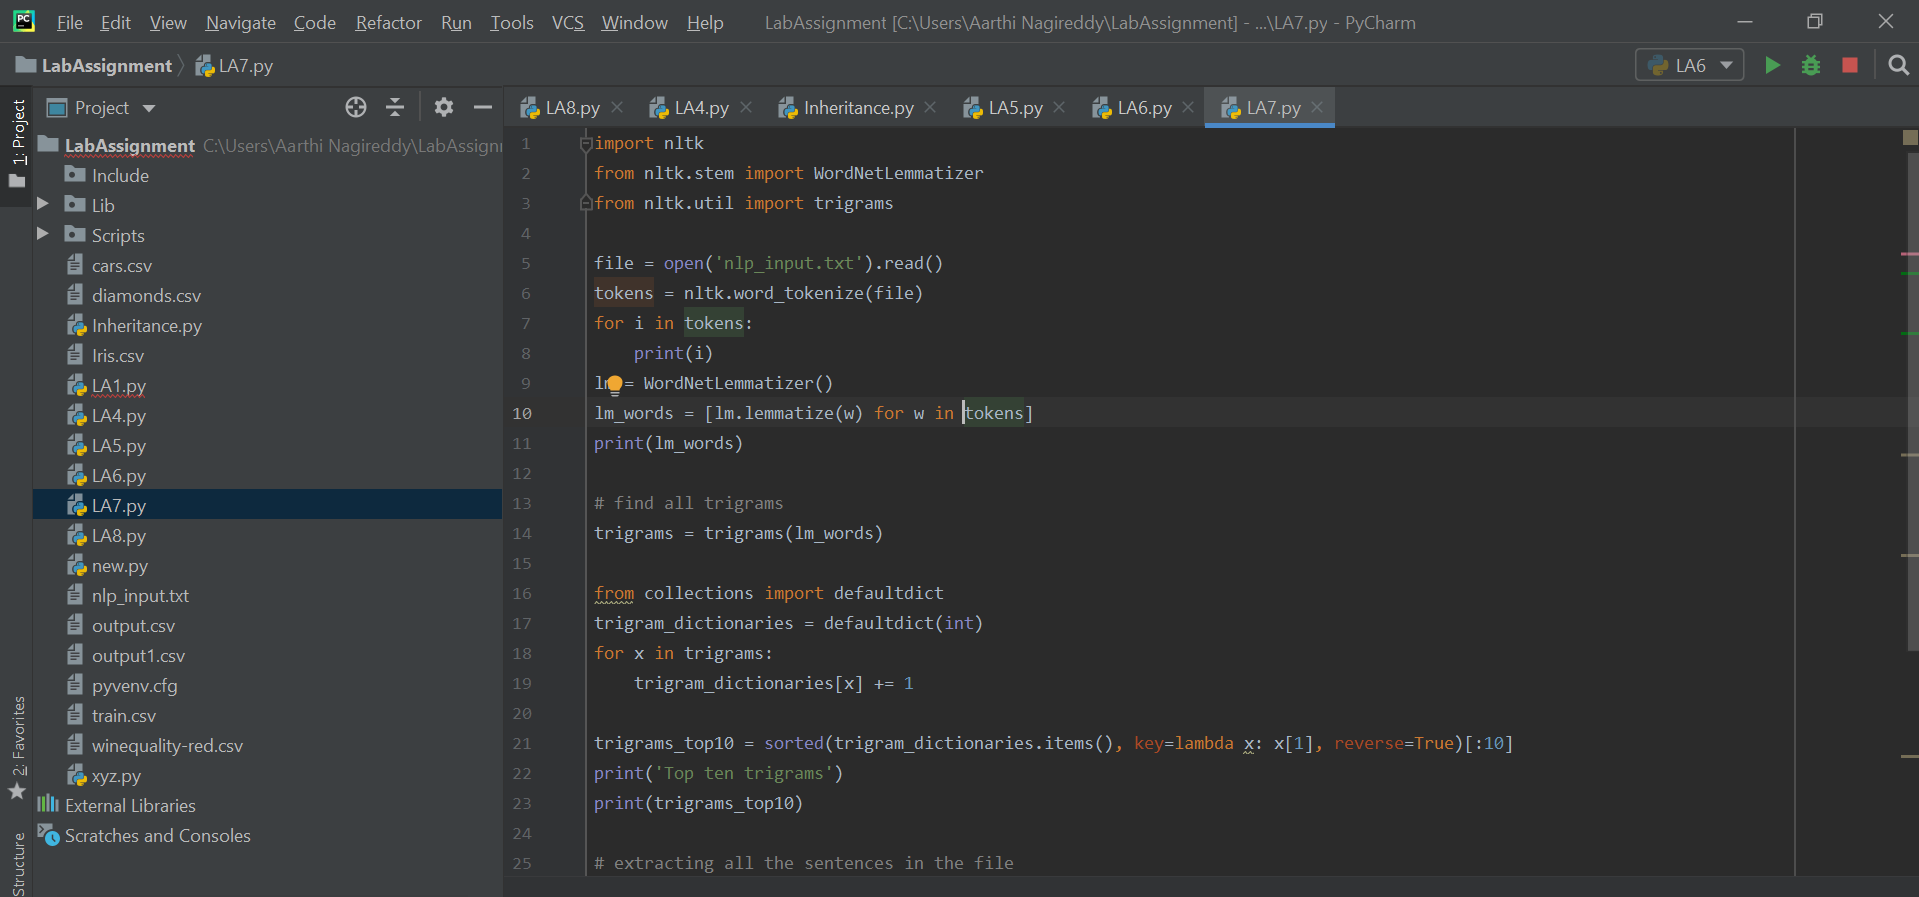 PC File Edit View Navigate Code Refactor Run Tools VCS Window Help LabAssignment [C:\Users\Aarthi Nagireddy\LabAssignment] - ...\LA7.py - PyCharm
LabAssignment LA7.py LA6
1: Project
2: Favorites
Structure
Project
LabAssignment C:\Users\Aarthi Nagireddy\LabAssignn
Include
Lib
Scripts
cars.csv
diamonds.csv
Inheritance.py
Iris.csv
LA1.py
LA4.py
LA5.py
LA6.py
LA7.py
LA8.py
new.py
nlp_input.txt
output.csv
output1.csv
pyvenv.cfg
train.csv
winequality-red.csv
xyz.py
External Libraries
Scratches and Consoles
LA8.py LA4.py Inheritance.py LA5.py LA6.py LA7.py
1 import nltk
2 from nltk.stem import WordNetLemmatizer
3 from nltk.util import trigrams
4
5 file = open('nlp_input.txt').read()
6 tokens = nltk.word_tokenize(file)
7 for i in tokens:
8     print(i)
9 lm = WordNetLemmatizer()
10 lm_words = [lm.lemmatize(w) for w in tokens]
11 print(lm_words)
12
13 # find all trigrams
14 trigrams = trigrams(lm_words)
15
16 from collections import defaultdict
17 trigram_dictionaries = defaultdict(int)
18 for x in trigrams:
19     trigram_dictionaries[x] += 1
20
21 trigrams_top10 = sorted(trigram_dictionaries.items(), key=lambda x: x[1], reverse=True)[:10]
22 print('Top ten trigrams')
23 print(trigrams_top10)
24
25 # extracting all the sentences in the file